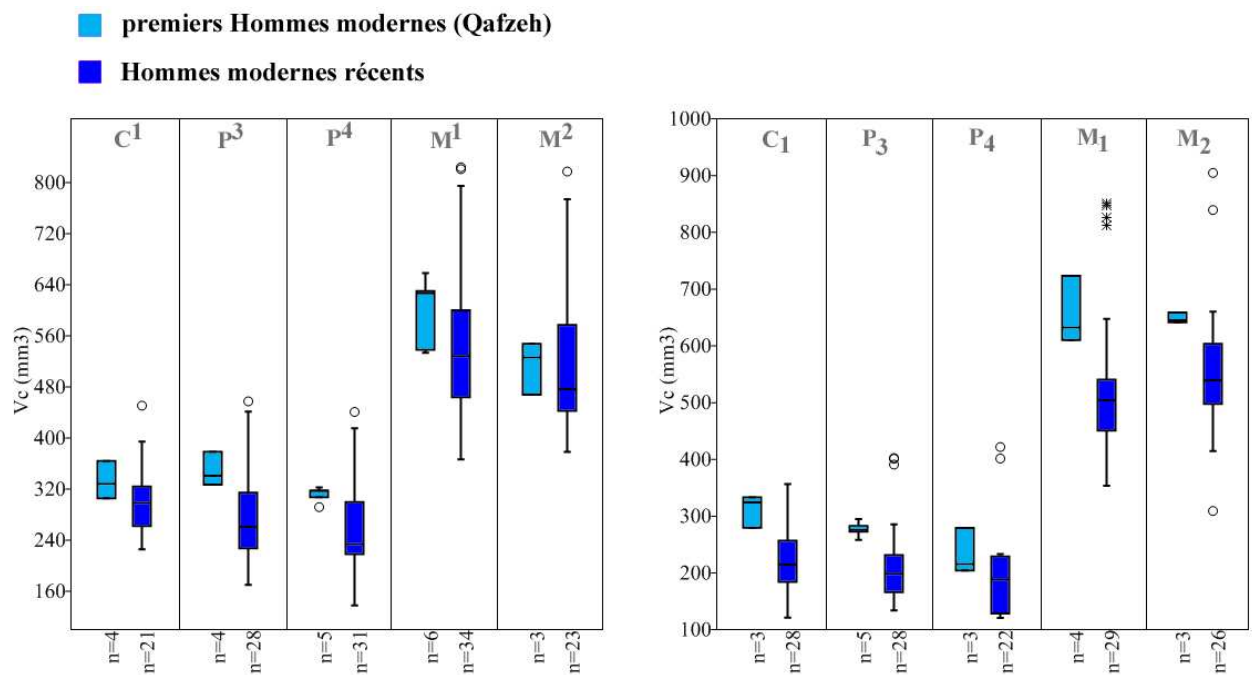 premiers Hommes modernes (Qafzeh)
Hommes modernes récents
C1 P3 P4 M1 M2
800
720
640
560
480
400
320
240
160
Vc (mm3)
n=4 n=21 n=4 n=28 n=5 n=31 n=6 n=34 n=3 n=23
C1 P3 P4 M1 M2
1000
900
800
700
600
500
400
300
200
100
Vc (mm3)
n=3 n=28 n=5 n=28 n=3 n=22 n=4 n=29 n=3 n=26